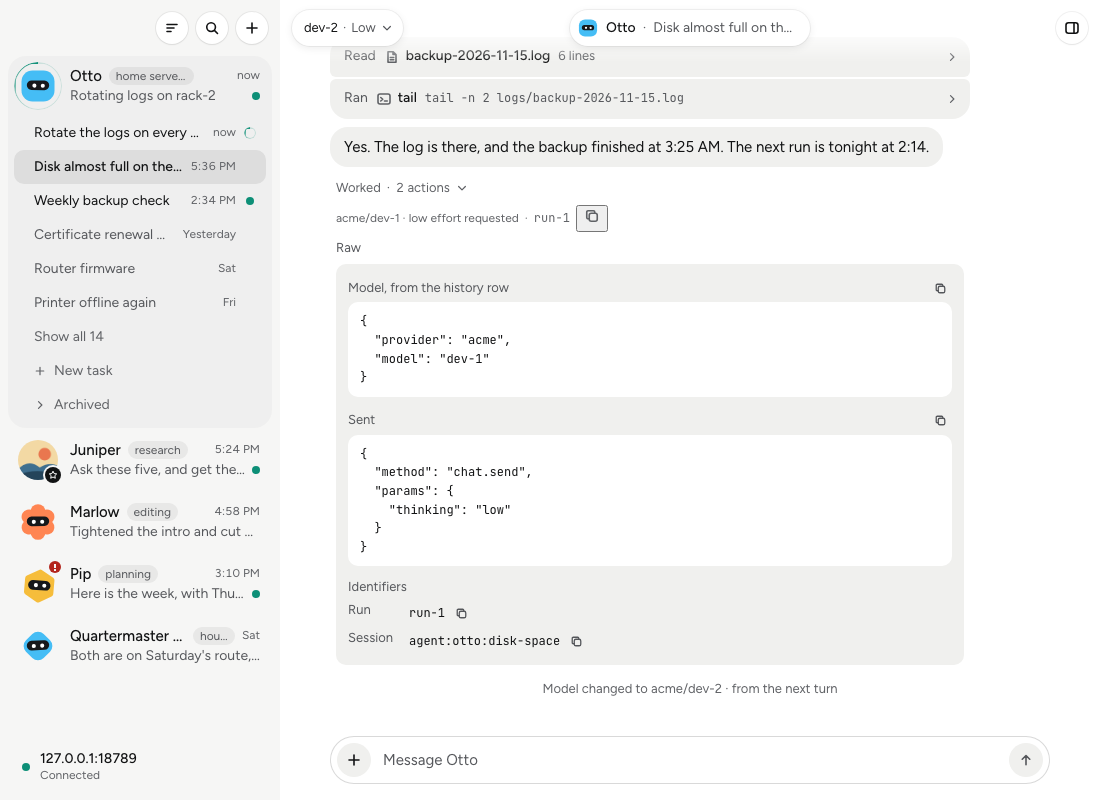 Otto home serve... now
Rotating logs on rack-2
Rotate the logs on every ... now
Disk almost full on the... 5:36 PM
Weekly backup check 2:34 PM
Certificate renewal ... Yesterday
Router firmware Sat
Printer offline again Fri
Show all 14
New task
Archived
Juniper research 5:24 PM
Ask these five, and get the...
Marlow editing 4:58 PM
Tightened the intro and cut ...
Pip planning 3:10 PM
Here is the week, with Thu...
Quartermaster ... hou... Sat
Both are on Saturday's route,...
127.0.0.1:18789
Connected
dev-2 · Low
Otto · Disk almost full on th...
Read backup-2026-11-15.log 6 lines
Ran tail tail -n 2 logs/backup-2026-11-15.log
Yes. The log is there, and the backup finished at 3:25 AM. The next run is tonight at 2:14.
Worked · 2 actions
acme/dev-1 · low effort requested · run-1
Raw
Model, from the history row
{
"provider": "acme",
"model": "dev-1"
}
Sent
{
"method": "chat.send",
"params": {
"thinking": "low"
}
}
Identifiers
Run run-1
Session agent:otto:disk-space
Model changed to acme/dev-2 · from the next turn
Message Otto